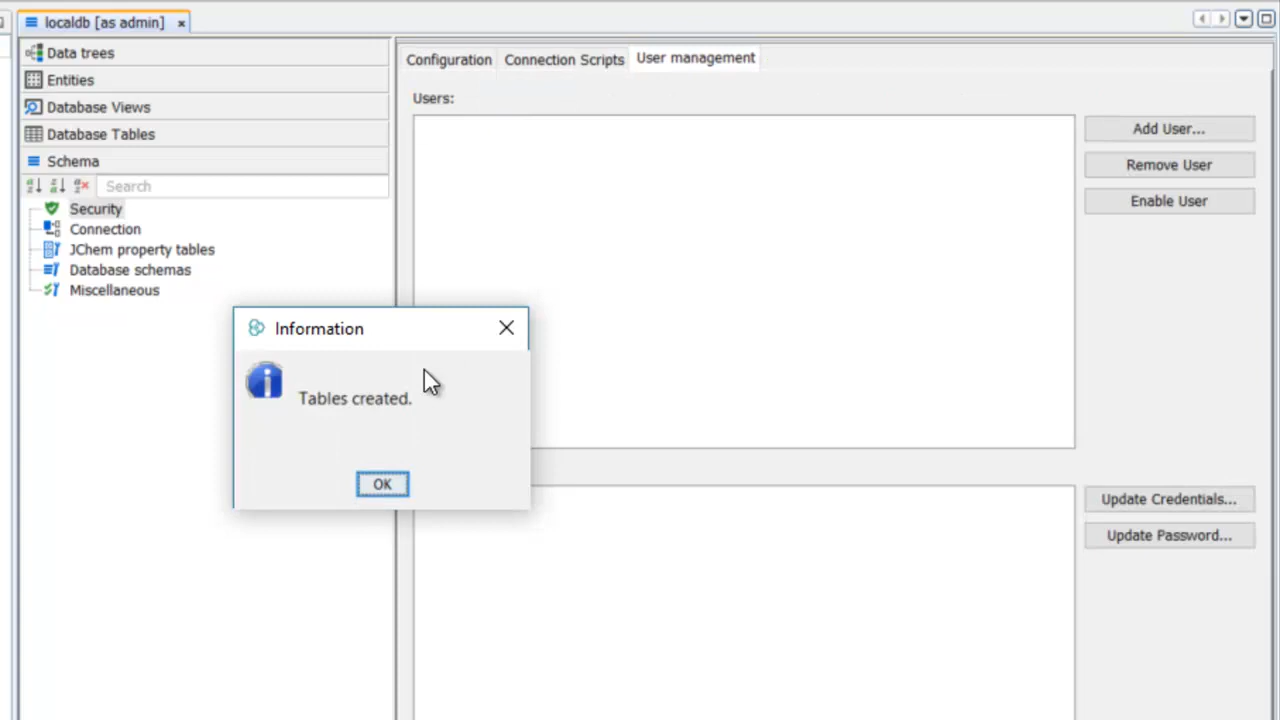 localdb [as admin]
Data trees
Entities
Database Views
Database Tables
Schema
Search
Security
Connection
JChem property tables
Database schemas
Miscellaneous
Configuration
Connection Scripts
User management
Users:
Add User...
Remove User
Enable User
Information
Tables created.
OK
Update Credentials...
Update Password...